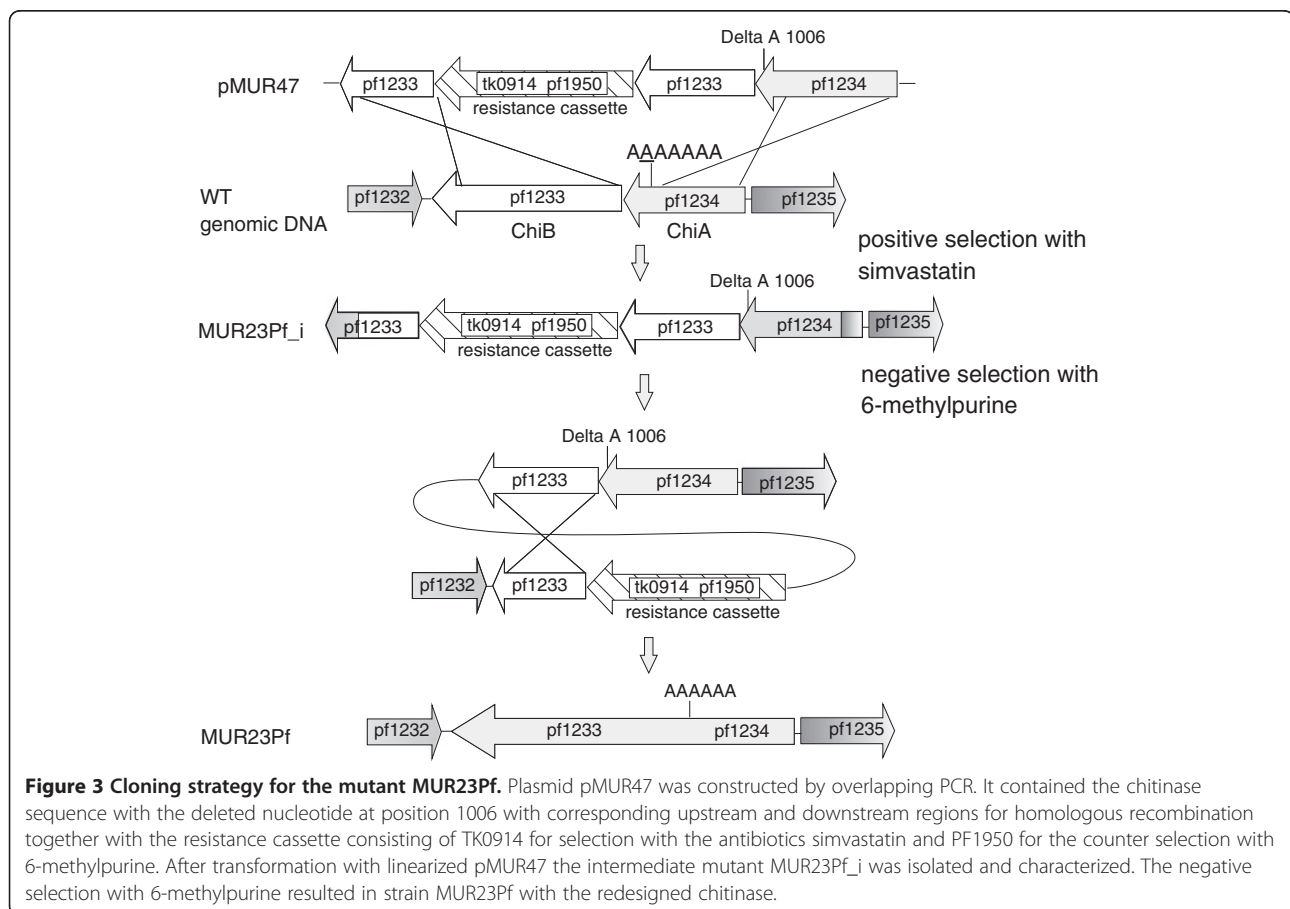 Delta A 1006
pMUR47
pf1233
tk0914 pf1950
pf1233
pf1234
resistance cassette
AAAAAAA
WT
genomic DNA
pf1232
pf1233
pf1234
pf1235
ChiB
ChiA
positive selection with
simvastatin
Delta A 1006
MUR23Pf_i
pf1233
tk0914 pf1950
pf1233
pf1234
pf1235
resistance cassette
negative selection with
6-methylpurine
Delta A 1006
pf1233
pf1234
pf1235
pf1232
pf1233
tk0914 pf1950
resistance cassette
AAAAAA
MUR23Pf
pf1232
pf1233
pf1234
pf1235
Figure 3 Cloning strategy for the mutant MUR23Pf. Plasmid pMUR47 was constructed by overlapping PCR. It contained the chitinase
sequence with the deleted nucleotide at position 1006 with corresponding upstream and downstream regions for homologous recombination
together with the resistance cassette consisting of TK0914 for selection with the antibiotics simvastatin and PF1950 for the counter selection with
6-methylpurine. After transformation with linearized pMUR47 the intermediate mutant MUR23Pf_i was isolated and characterized. The negative
selection with 6-methylpurine resulted in strain MUR23Pf with the redesigned chitinase.